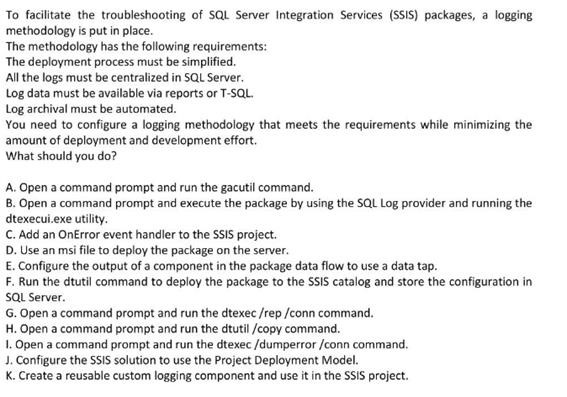 To facilitate the troubleshooting of SQL Server Integration Services (SSIS) packages, a logging
methodology is put in place.
The methodology has the following requirements:
The deployment process must be simplified.
All the logs must be centralized in SQL Server.
Log data must be available via reports or T-SQL.
Log archival must be automated.
You need to configure a logging methodology that meets the requirements while minimizing the
amount of deployment and development effort.
What should you do?
A. Open a command prompt and run the gacutil command.
B. Open a command prompt and execute the package by using the SQL Log provider and running the
dtexecui.exe utility.
C. Add an OnError event handler to the SSIS project.
D. Use an msi file to deploy the package on the server.
E. Configure the output of a component in the package data flow to use a data tap.
F. Run the dtutil command to deploy the package to the SSIS catalog and store the configuration in
SQL Server.
G. Open a command prompt and run the dtexec /rep /conn command.
H. Open a command prompt and run the dtutil /copy command.
I. Open a command prompt and run the dtexec /dumperror /conn command.
J. Configure the SSIS solution to use the Project Deployment Model.
K. Create a reusable custom logging component and use it in the SSIS project.